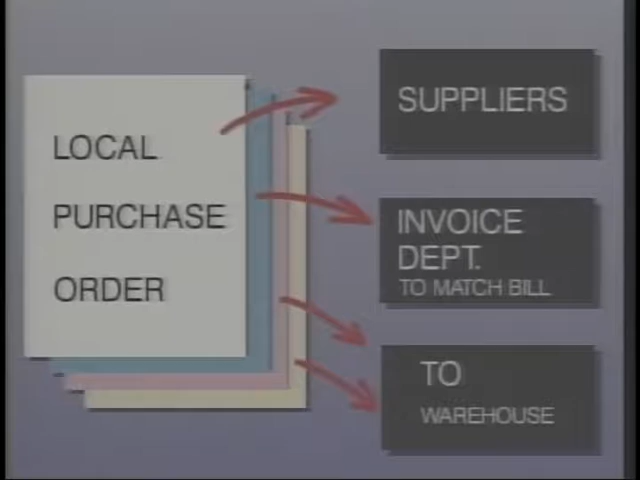 LOCAL
PURCHASE
ORDER
SUPPLIERS
INVOICE
DEPT.
TO MATCH BILL
TO
WAREHOUSE